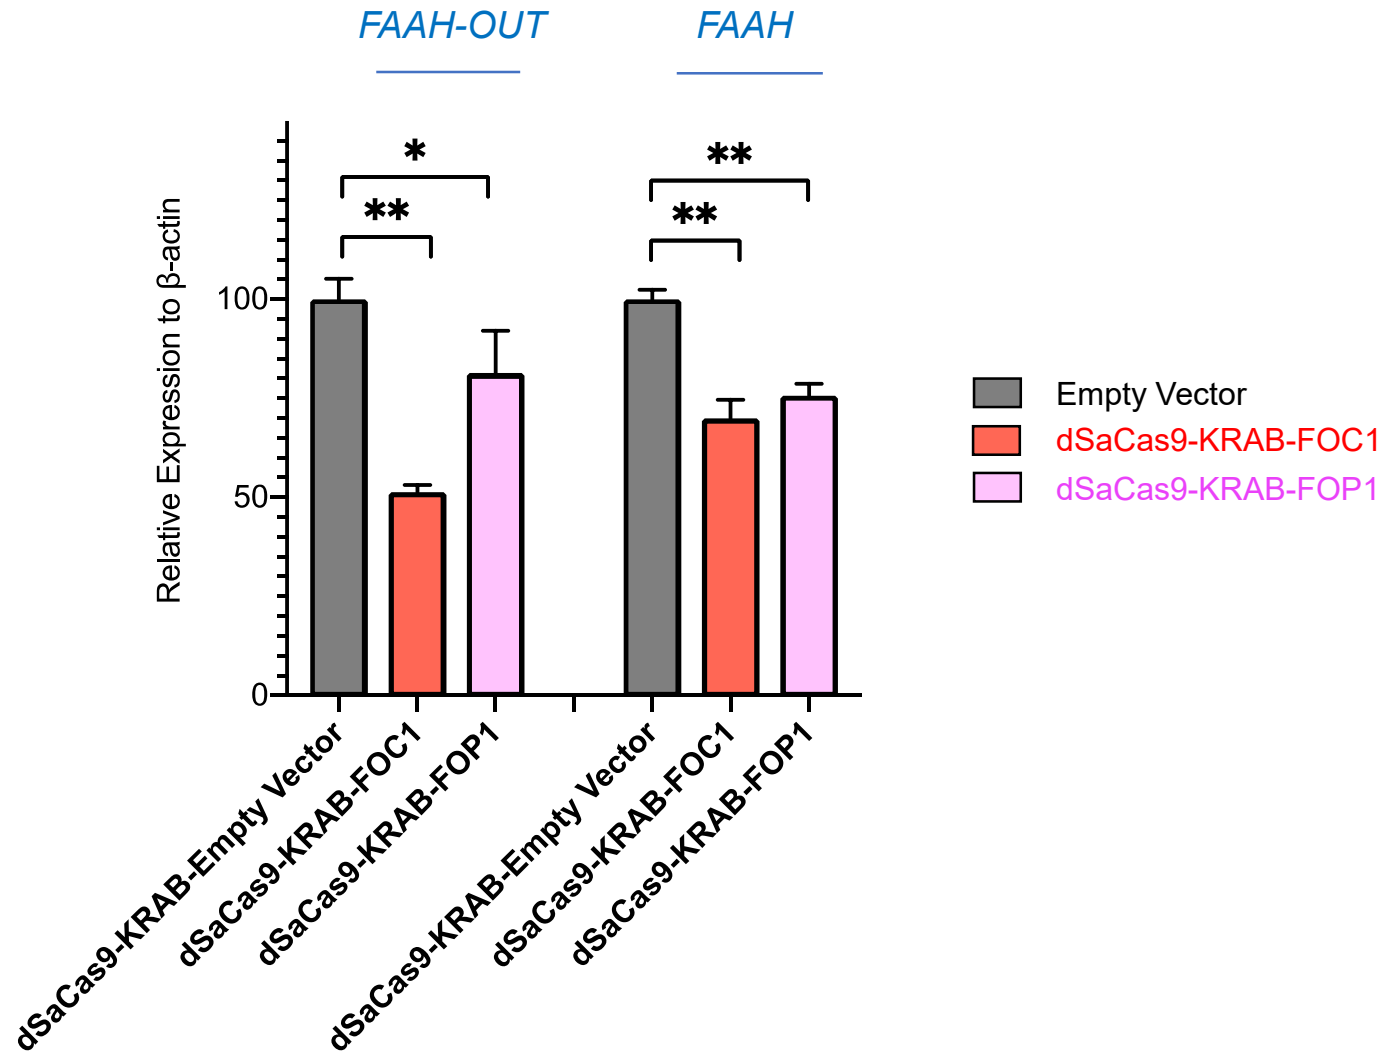 FAAH-OUT
FAAH
*
**
**
**
Relative Expression to β-actin
100
50
0
dSaCas9-KRAB-Empty Vector
dSaCas9-KRAB-FOC1
dSaCas9-KRAB-FOP1
dSaCas9-KRAB-Empty Vector
dSaCas9-KRAB-FOC1
dSaCas9-KRAB-FOP1
Empty Vector
dSaCas9-KRAB-FOC1
dSaCas9-KRAB-FOP1